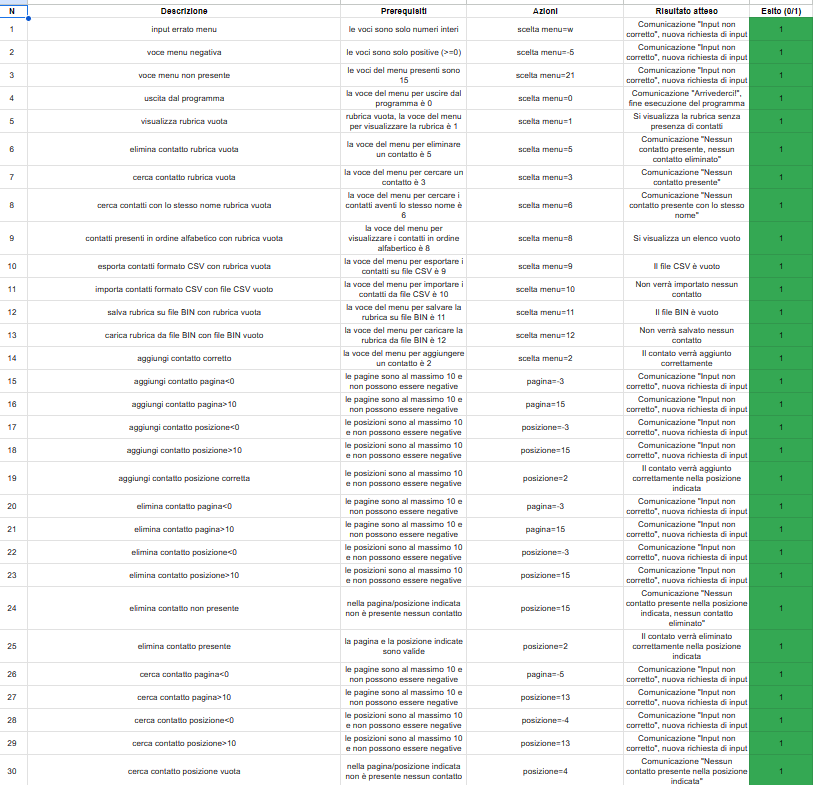 N Descrizione Prerequisiti Azioni Risultato atteso Esito (0/1)
1 input errato menu le voci sono solo numeri interi scelta menu=w Comunicazione "Input non corretto", nuova richiesta di input 1
2 voce menu negativa le voci sono solo positive (>=0) scelta menu=-5 Comunicazione "Input non corretto", nuova richiesta di input 1
3 voce menu non presente le voci del menu presenti sono 15 scelta menu=21 Comunicazione "Input non corretto", nuova richiesta di input 1
4 uscita dal programma la voce del menu per uscire dal programma è 0 scelta menu=0 Comunicazione "Arrivederci!", fine esecuzione del programma 1
5 visualizza rubrica vuota rubrica vuota, la voce del menu per visualizzare la rubrica è 1 scelta menu=1 Si visualizza la rubrica senza presenza di contatti 1
6 elimina contatto rubrica vuota la voce del menu per eliminare un contatto è 5 scelta menu=5 Comunicazione "Nessun contatto presente, nessun contatto eliminato" 1
7 cerca contatto rubrica vuota la voce del menu per cercare un contatto è 3 scelta menu=3 Comunicazione "Nessun contatto presente" 1
8 cerca contatti con lo stesso nome rubrica vuota la voce del menu per cercare i contatti aventi lo stesso nome è 6 scelta menu=6 Comunicazione "Nessun contatto presente con lo stesso nome" 1
9 contatti presenti in ordine alfabetico con rubrica vuota la voce del menu per visualizzare i contatti in ordine alfabertico è 8 scelta menu=8 Si visualizza un elenco vuoto 1
10 esporta contatti formato CSV con rubrica vuota la voce del menu per esportare i contatti su file CSV è 9 scelta menu=9 Il file CSV è vuoto 1
11 importa contatti formato CSV con file CSV vuoto la voce del menu per importare i contatti da file CSV è 10 scelta menu=10 Non verrà importato nessun contatto 1
12 salva rubrica su file BIN con rubrica vuota la voce del menu per salvare la rubrica su file BIN è 11 scelta menu=11 Il file BIN è vuoto 1
13 carica rubrica da file BIN con file BIN vuoto la voce del menu per caricare la rubrica da file BIN è 12 scelta menu=12 Non verrà salvato nessun contatto 1
14 aggiungi contatto corretto la voce del menu per aggiungere un contatto è 2 scelta menu=2 Il contato verrà aggiunto correttamente 1
15 aggiungi contatto pagina<0 le pagine sono al massimo 10 e non possono essere negative pagina=-3 Comunicazione "Input non corretto", nuova richiesta di input 1
16 aggiungi contatto pagina>10 le pagine sono al massimo 10 e non possono essere negative pagina=15 Comunicazione "Input non corretto", nuova richiesta di input 1
17 aggiungi contatto posizione<0 le posizioni sono al massimo 10 e non possono essere negative posizione=-3 Comunicazione "Input non corretto", nuova richiesta di input 1
18 aggiungi contatto posizione>10 le posizioni sono al massimo 10 e non possono essere negative posizione=15 Comunicazione "Input non corretto", nuova richiesta di input 1
19 aggiungi contatto posizione corretta le posizioni sono al massimo 10 e non possono essere negative posizione=2 Il contato verrà aggiunto correttamente nella posizione indicata 1
20 elimina contatto pagina<0 le pagine sono al massimo 10 e non possono essere negative pagina=-3 Comunicazione "Input non corretto", nuova richiesta di input 1
21 elimina contatto pagina>10 le pagine sono al massimo 10 e non possono essere negative pagina=15 Comunicazione "Input non corretto", nuova richiesta di input 1
22 elimina contatto posizione<0 le posizioni sono al massimo 10 e non possono essere negative posizione=-3 Comunicazione "Input non corretto", nuova richiesta di input 1
23 elimina contatto posizione>10 le posizioni sono al massimo 10 e non possono essere negative posizione=15 Comunicazione "Input non corretto", nuova richiesta di input 1
24 elimina contatto non presente nella pagina/posizione indicata non è presente nessun contatto posizione=15 Comunicazione "Nessun contatto presente nella posizione indicata, nessun contatto eliminato" 1
25 elimina contatto presente la pagina e la posizione indicate sono valide posizione=2 Il contato verrà eliminato correttamente nella posizione indicata 1
26 cerca contatto pagina<0 le pagine sono al massimo 10 e non possono essere negative pagina=-5 Comunicazione "Input non corretto", nuova richiesta di input 1
27 cerca contatto pagina>10 le pagine sono al massimo 10 e non possono essere negative posizione=13 Comunicazione "Input non corretto", nuova richiesta di input 1
28 cerca contatto posizione<0 le posizioni sono al massimo 10 e non possono essere negative posizione=-4 Comunicazione "Input non corretto", nuova richiesta di input 1
29 cerca contatto posizione>10 le posizioni sono al massimo 10 e non possono essere negative posizione=13 Comunicazione "Input non corretto", nuova richiesta di input 1
30 cerca contatto posizione vuota nella pagina/posizione indicata non è presente nessun contatto posizione=4 Comunicazione "Nessun contatto presente nella posizione indicata" 1